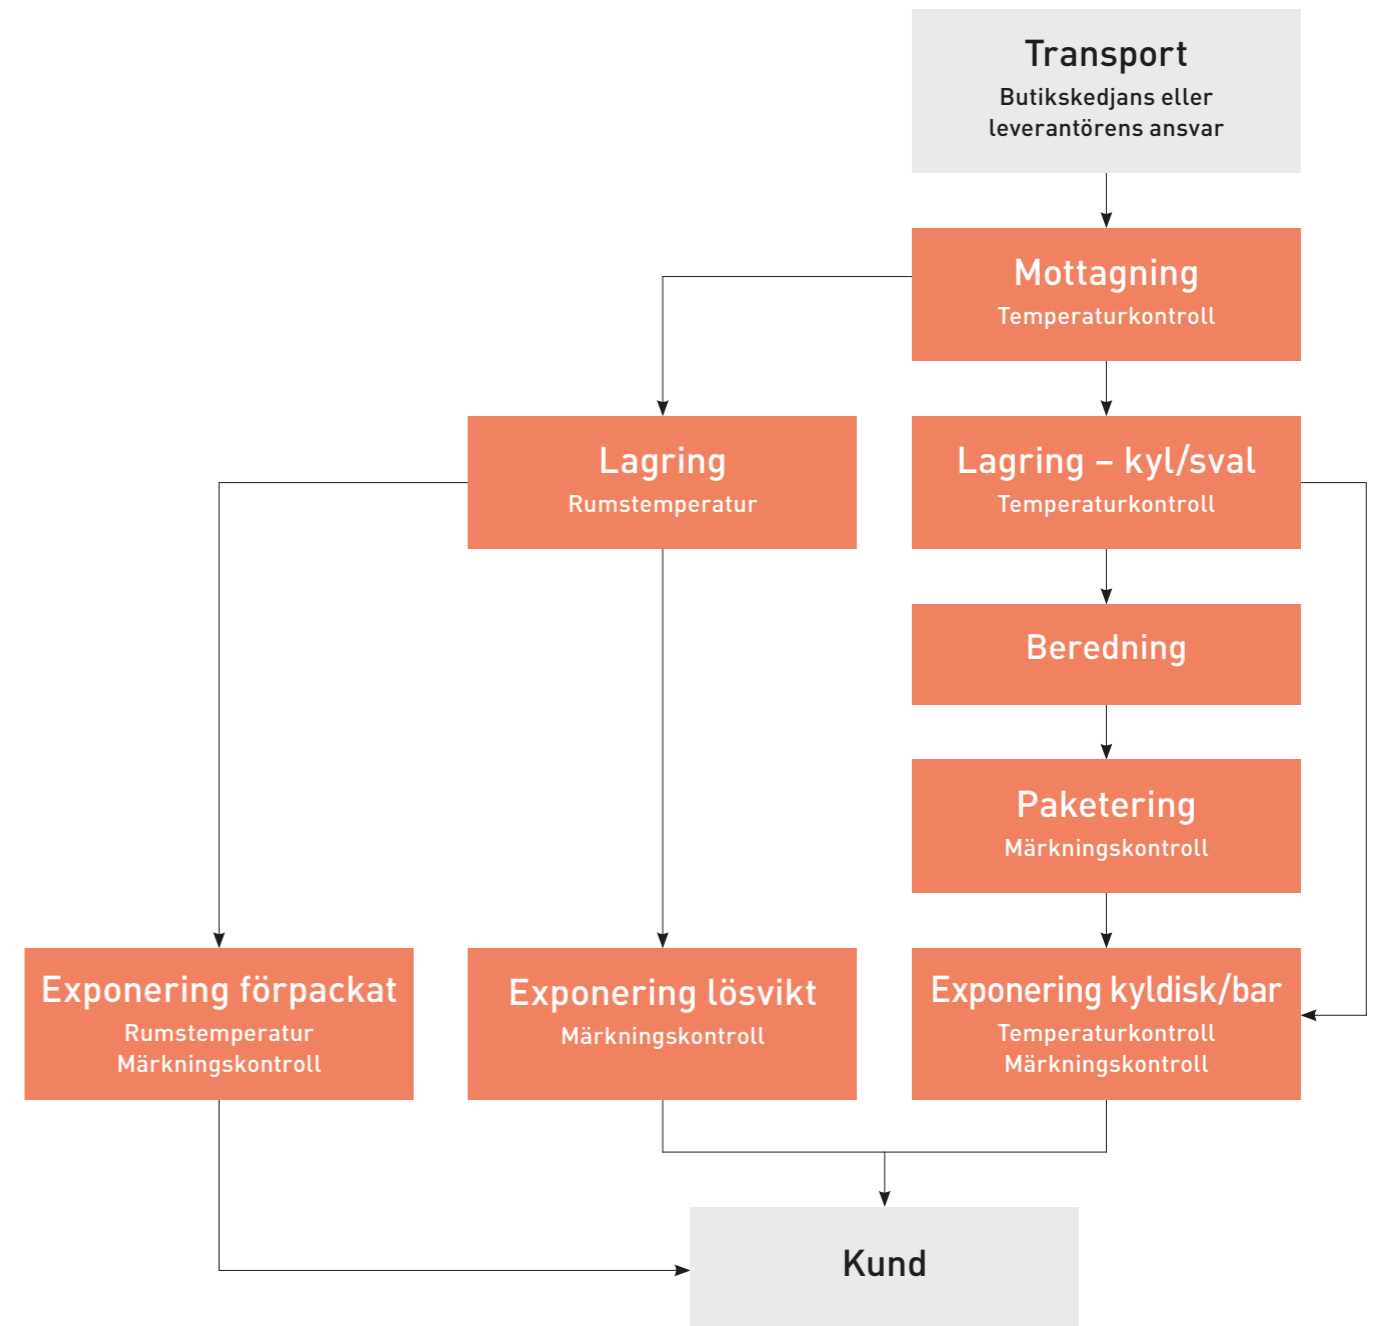 Transport
Butikskedjans eller
leverantörens ansvar
Mottagning
Temperaturkontroll
Lagring
Rumstemperatur
Lagring – kyl/sval
Temperaturkontroll
Beredning
Paketering
Märkningskontroll
Exponering förpackat
Rumstemperatur
Märkningskontroll
Exponering lösvikt
Märkningskontroll
Exponering kyldisk/bar
Temperaturkontroll
Märkningskontroll
Kund